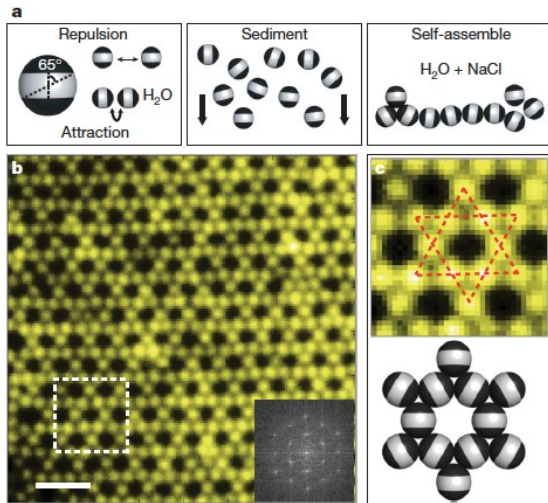 a
Repulsion
65°
H₂O
Attraction
Sediment
Self-assemble
H₂O + NaCl
b
c